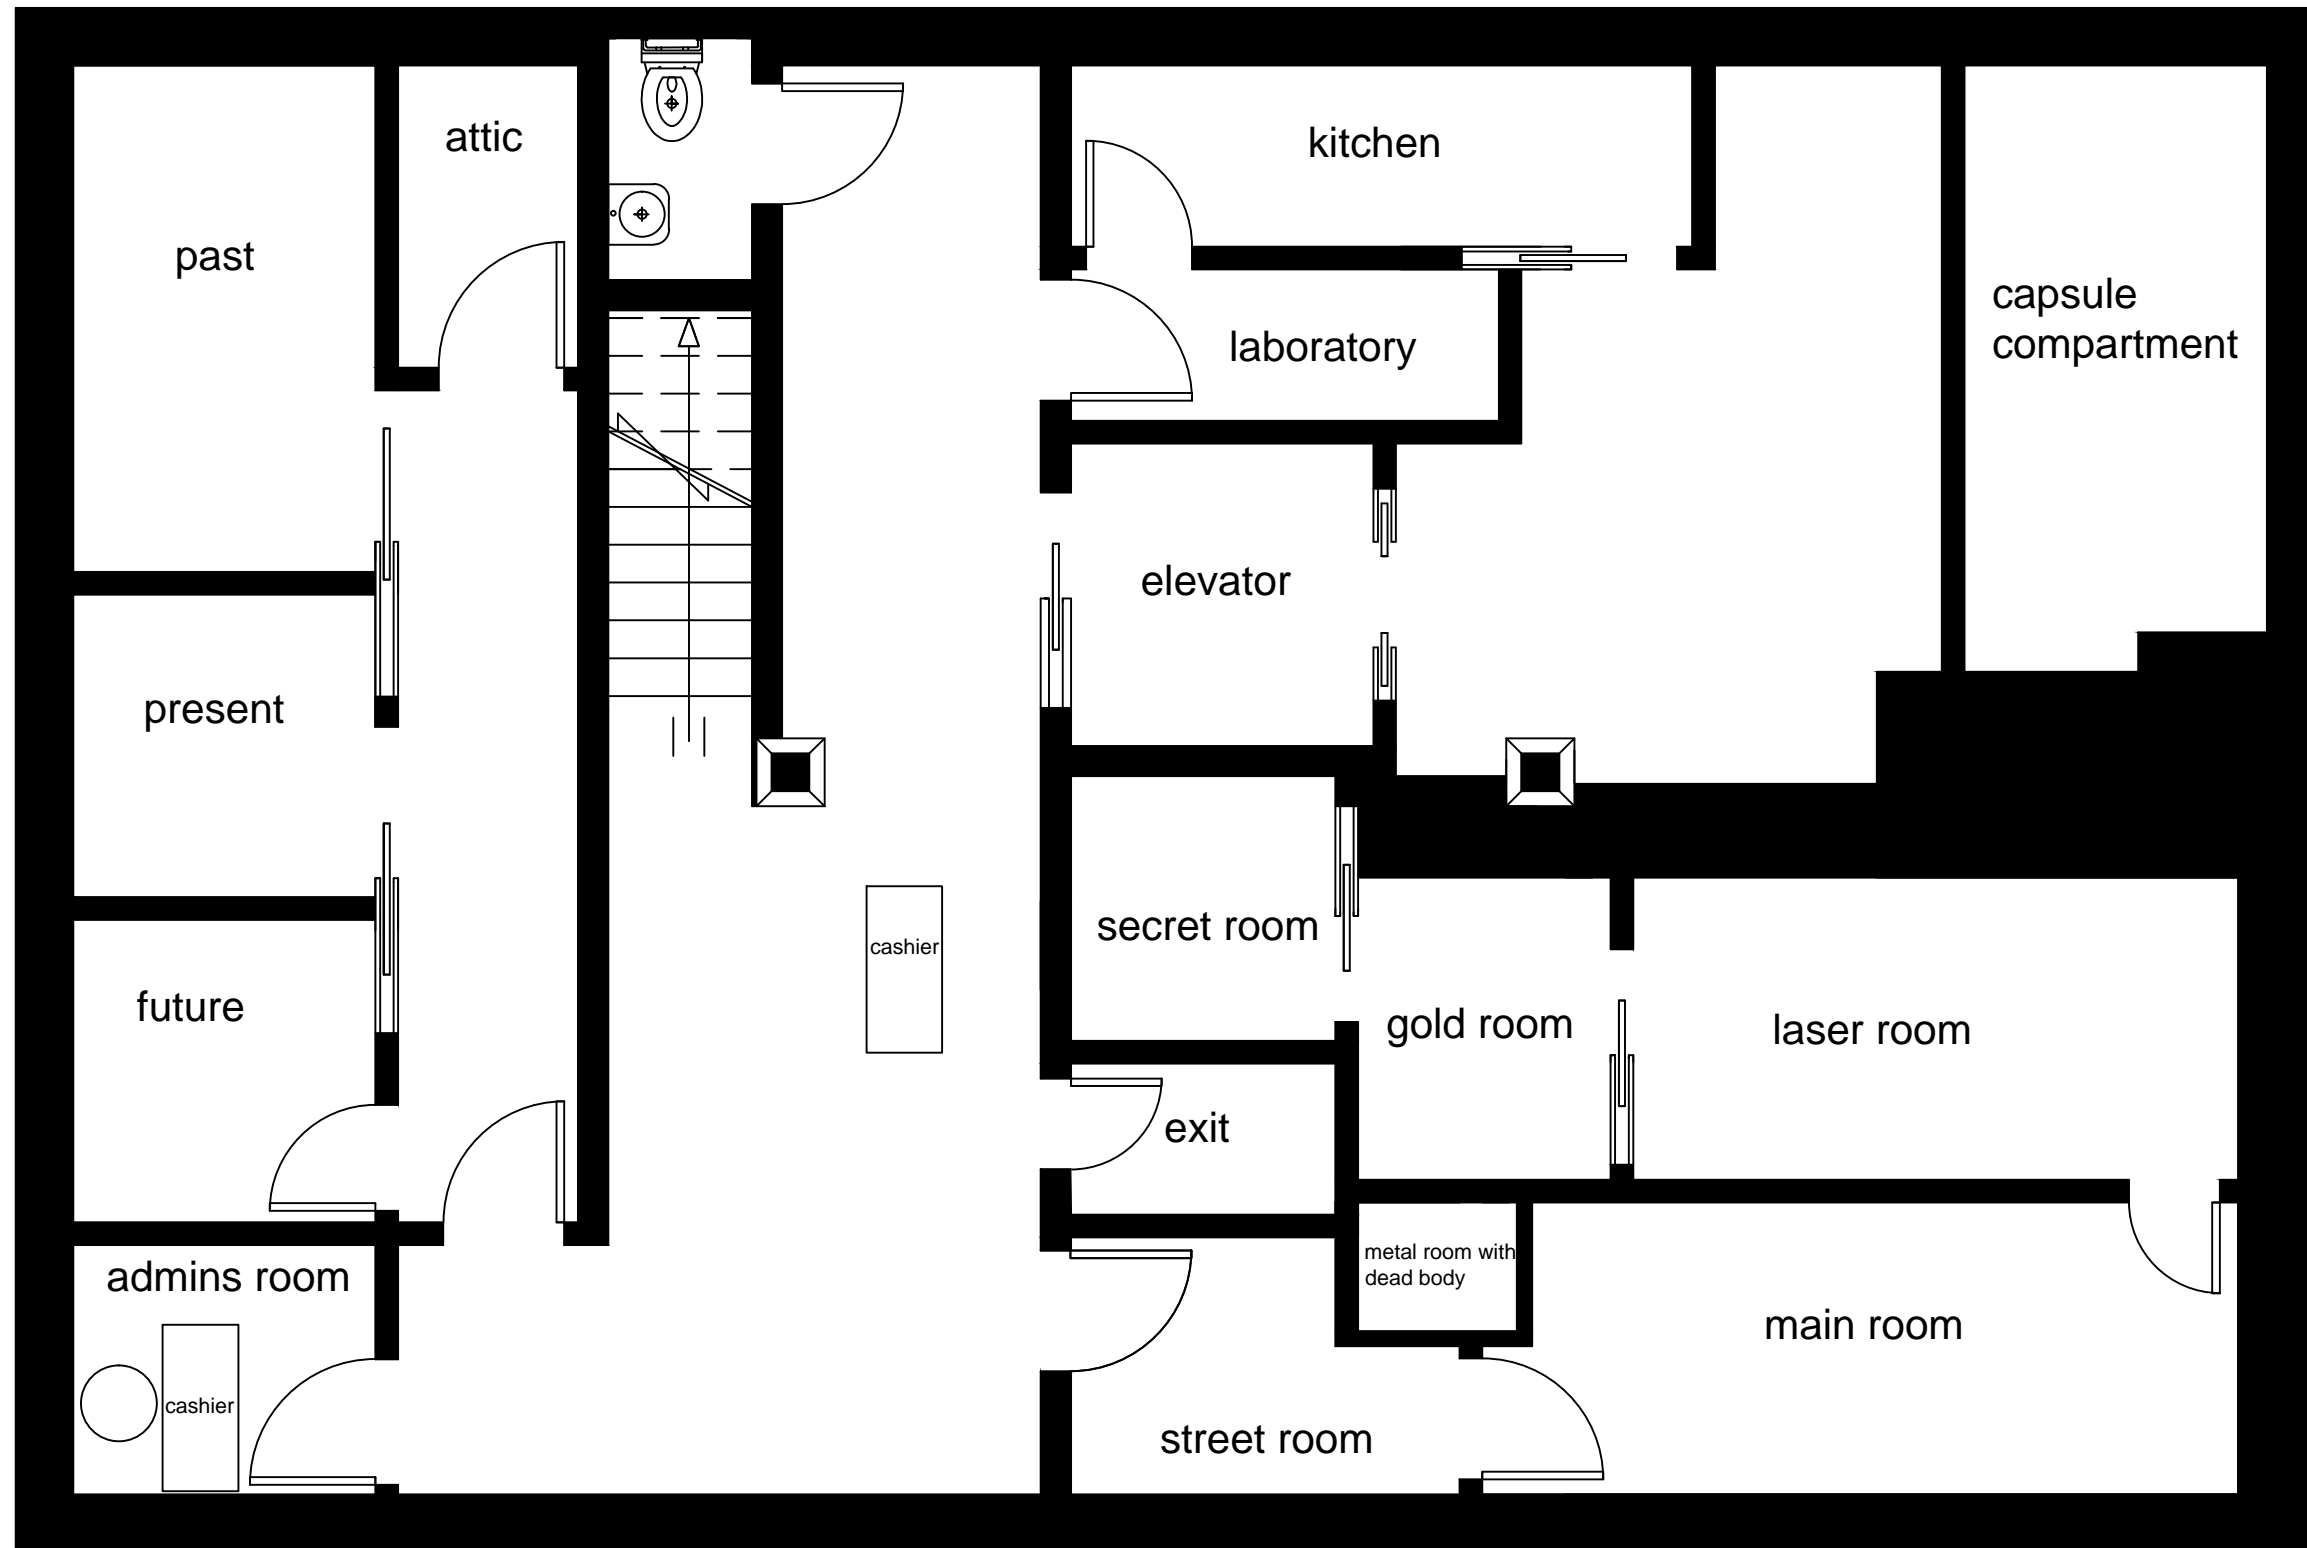 attic
kitchen
past
capsule
compartment
laboratory
elevator
present
secret room
cashier
future
gold room
laser room
exit
admins room
metal room with
dead body
main room
cashier
street room